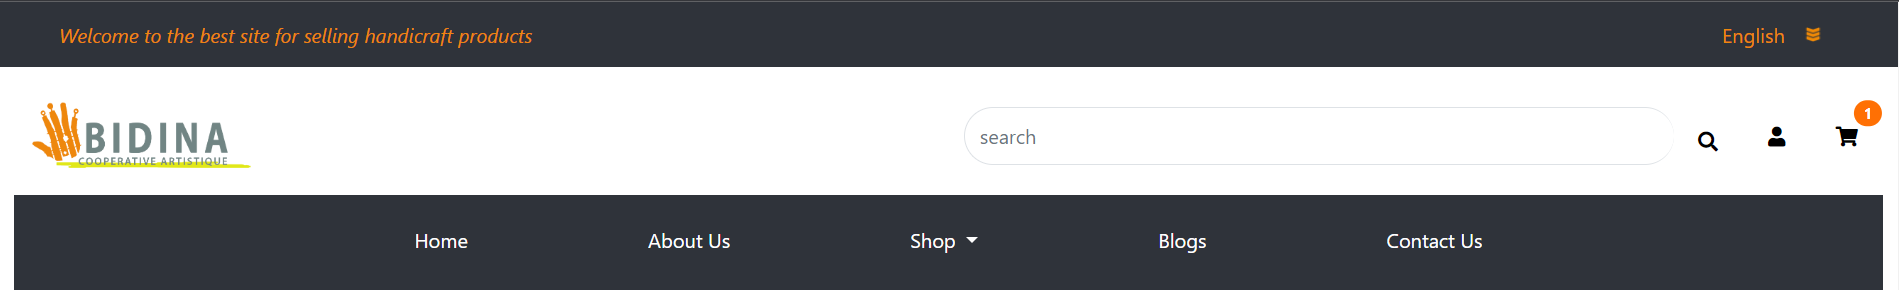 Welcome to the best site for selling handicraft products
English
BIDINA
COOPERATIVE ARTISTIQUE
search
1
Home
About Us
Shop
Blogs
Contact Us